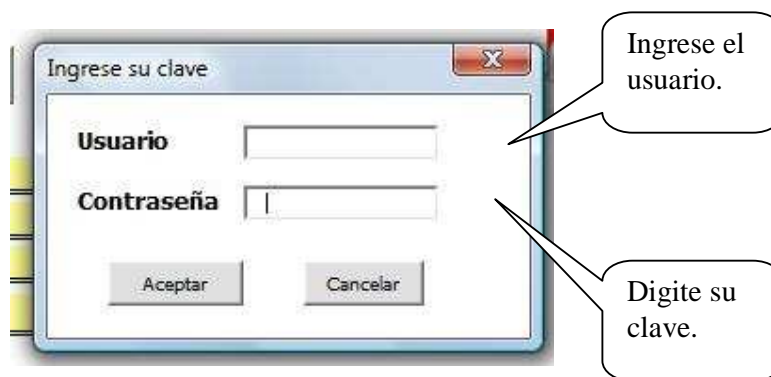 Ingrese su clave
Usuario
Contraseña
Aceptar Cancelar
Ingrese el
usuario.
Digite su
clave.